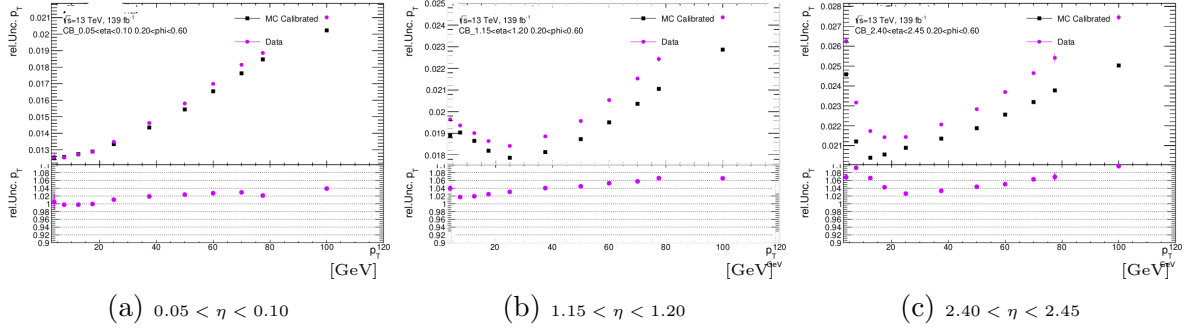 rel.Unc. p_T
0.021
0.02
0.019
0.018
0.017
0.016
0.015
0.014
0.013
√s=13 TeV, 139 fb⁻¹
CB_0.05<eta<0.10 0.20<phi<0.60
MC Calibrated
Data
rel.Unc. p_T
1.1
1.08
1.06
1.04
1.02
1
0.98
0.96
0.94
0.92
0.9
20 40 60 80 100 120
p_T
[GeV]
(a) 0.05 < η < 0.10
rel.Unc. p_T
0.025
0.024
0.023
0.022
0.021
0.02
0.019
0.018
√s=13 TeV, 139 fb⁻¹
CB_1.15<eta<1.20 0.20<phi<0.60
MC Calibrated
Data
rel.Unc. p_T
1.1
1.08
1.06
1.04
1.02
1
0.98
0.96
0.94
0.92
0.9
20 40 60 80 100 120
p_T
GeV
[GeV]
(b) 1.15 < η < 1.20
rel.Unc. p_T
0.028
0.027
0.026
0.025
0.024
0.023
0.022
0.021
√s=13 TeV, 139 fb⁻¹
CB_2.40<eta<2.45 0.20<phi<0.60
MC Calibrated
Data
rel.Unc. p_T
1.1
1.08
1.06
1.04
1.02
1
0.98
0.96
0.94
0.92
0.9
20 40 60 80 100 120
p_T
GeV
[GeV]
(c) 2.40 < η < 2.45